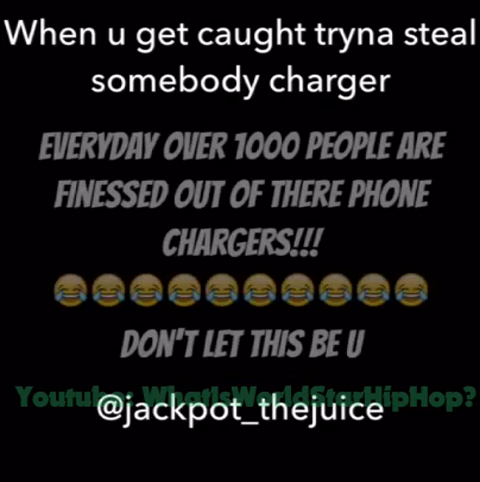 When u get caught tryna steal
somebody charger
EVERYDAY OVER 1000 PEOPLE ARE
FINESSED OUT OF THERE PHONE
CHARGERS!!!
😂😂😂😂😂😂😂😂😂😂
DON'T LET THIS BE U
Youtube: WhatIsWorldStarHipHop?
@jackpot_thejuice